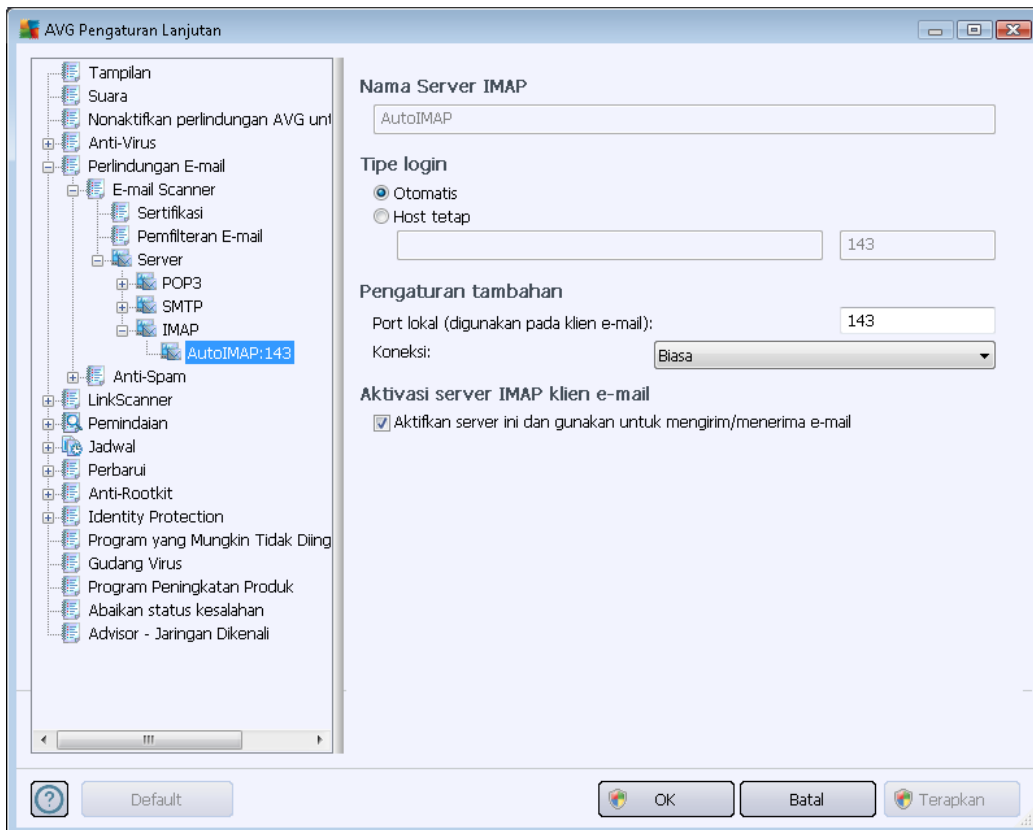 AVG Pengaturan Lanjutan
Tampilan
Suara
Nonaktifkan perlindungan AVG unt
Anti-Virus
Perlindungan E-mail
E-mail Scanner
Sertifikasi
Pemfilteran E-mail
Server
POP3
SMTP
IMAP
AutoIMAP:143
Anti-Spam
LinkScanner
Pemindaian
Jadwal
Perbarui
Anti-Rootkit
Identity Protection
Program yang Mungkin Tidak Diing
Gudang Virus
Program Peningkatan Produk
Abaikan status kesalahan
Advisor - Jaringan Dikenali
Nama Server IMAP
AutoIMAP
Tipe login
Otomatis
Host tetap
143
Pengaturan tambahan
Port lokal (digunakan pada klien e-mail): 143
Koneksi: Biasa
Aktivasi server IMAP klien e-mail
Aktifkan server ini dan gunakan untuk mengirim/menerima e-mail
? Default OK Batal Terapkan